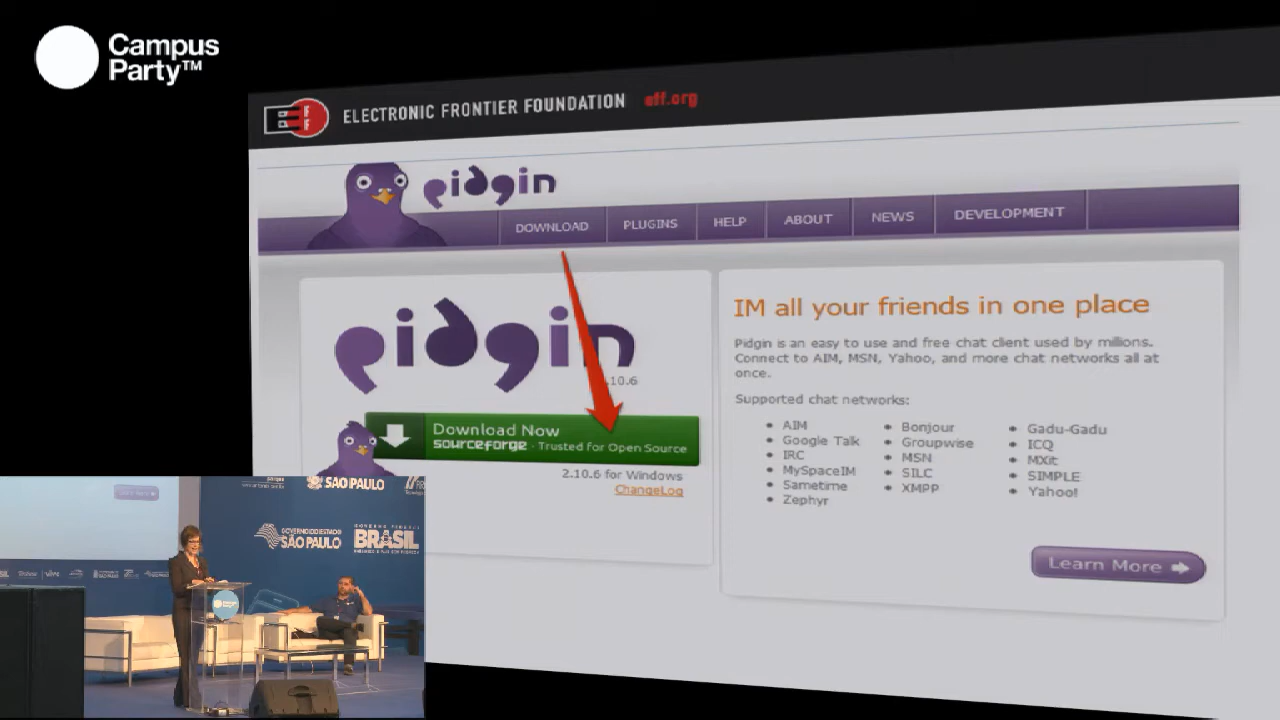 Campus
Party™
ELECTRONIC FRONTIER FOUNDATION eff.org
pidgin
DOWNLOAD PLUGINS HELP ABOUT NEWS DEVELOPMENT
pidgin
.10.6
Download Now
sourceforge - Trusted for Open Source
2.10.6 for Windows
ChangeLog
IM all your friends in one place
Pidgin is an easy to use and free chat client used by millions.
Connect to AIM, MSN, Yahoo, and more chat networks all at
once.
Supported chat networks:
AIM
Google Talk
IRC
MySpaceIM
Sametime
Zephyr
Bonjour
Groupwise
MSN
SILC
XMPP
Gadu-Gadu
ICQ
MXit
SIMPLE
Yahoo!
Learn More
SÃO PAULO
GOVERNO DO ESTADO
SÃO PAULO
GOVERNO FEDERAL
BRASIL
Campus
Party